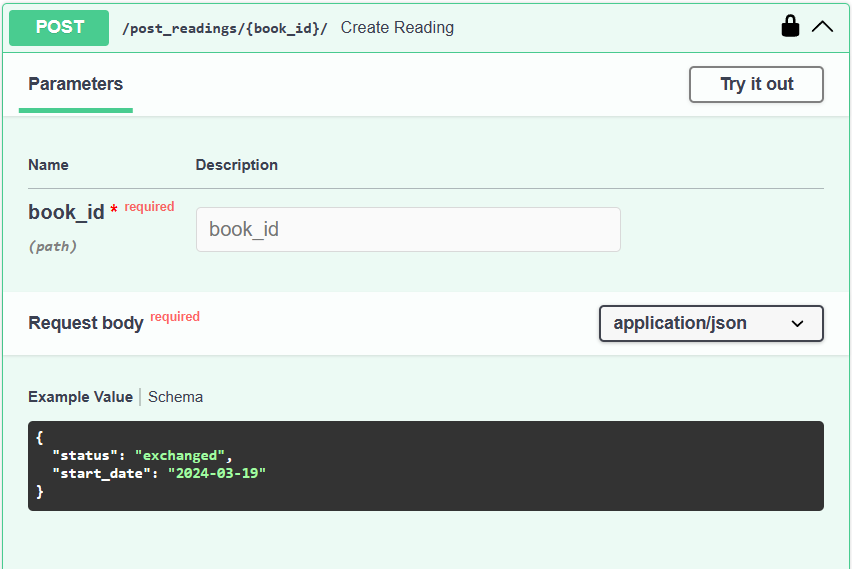 POST /post_readings/{book_id}/ Create Reading
Parameters
Try it out
Name Description
book_id * required
book_id
(path)
Request body required
application/json
Example Value Schema
{
"status": "exchanged",
"start_date": "2024-03-19"
}